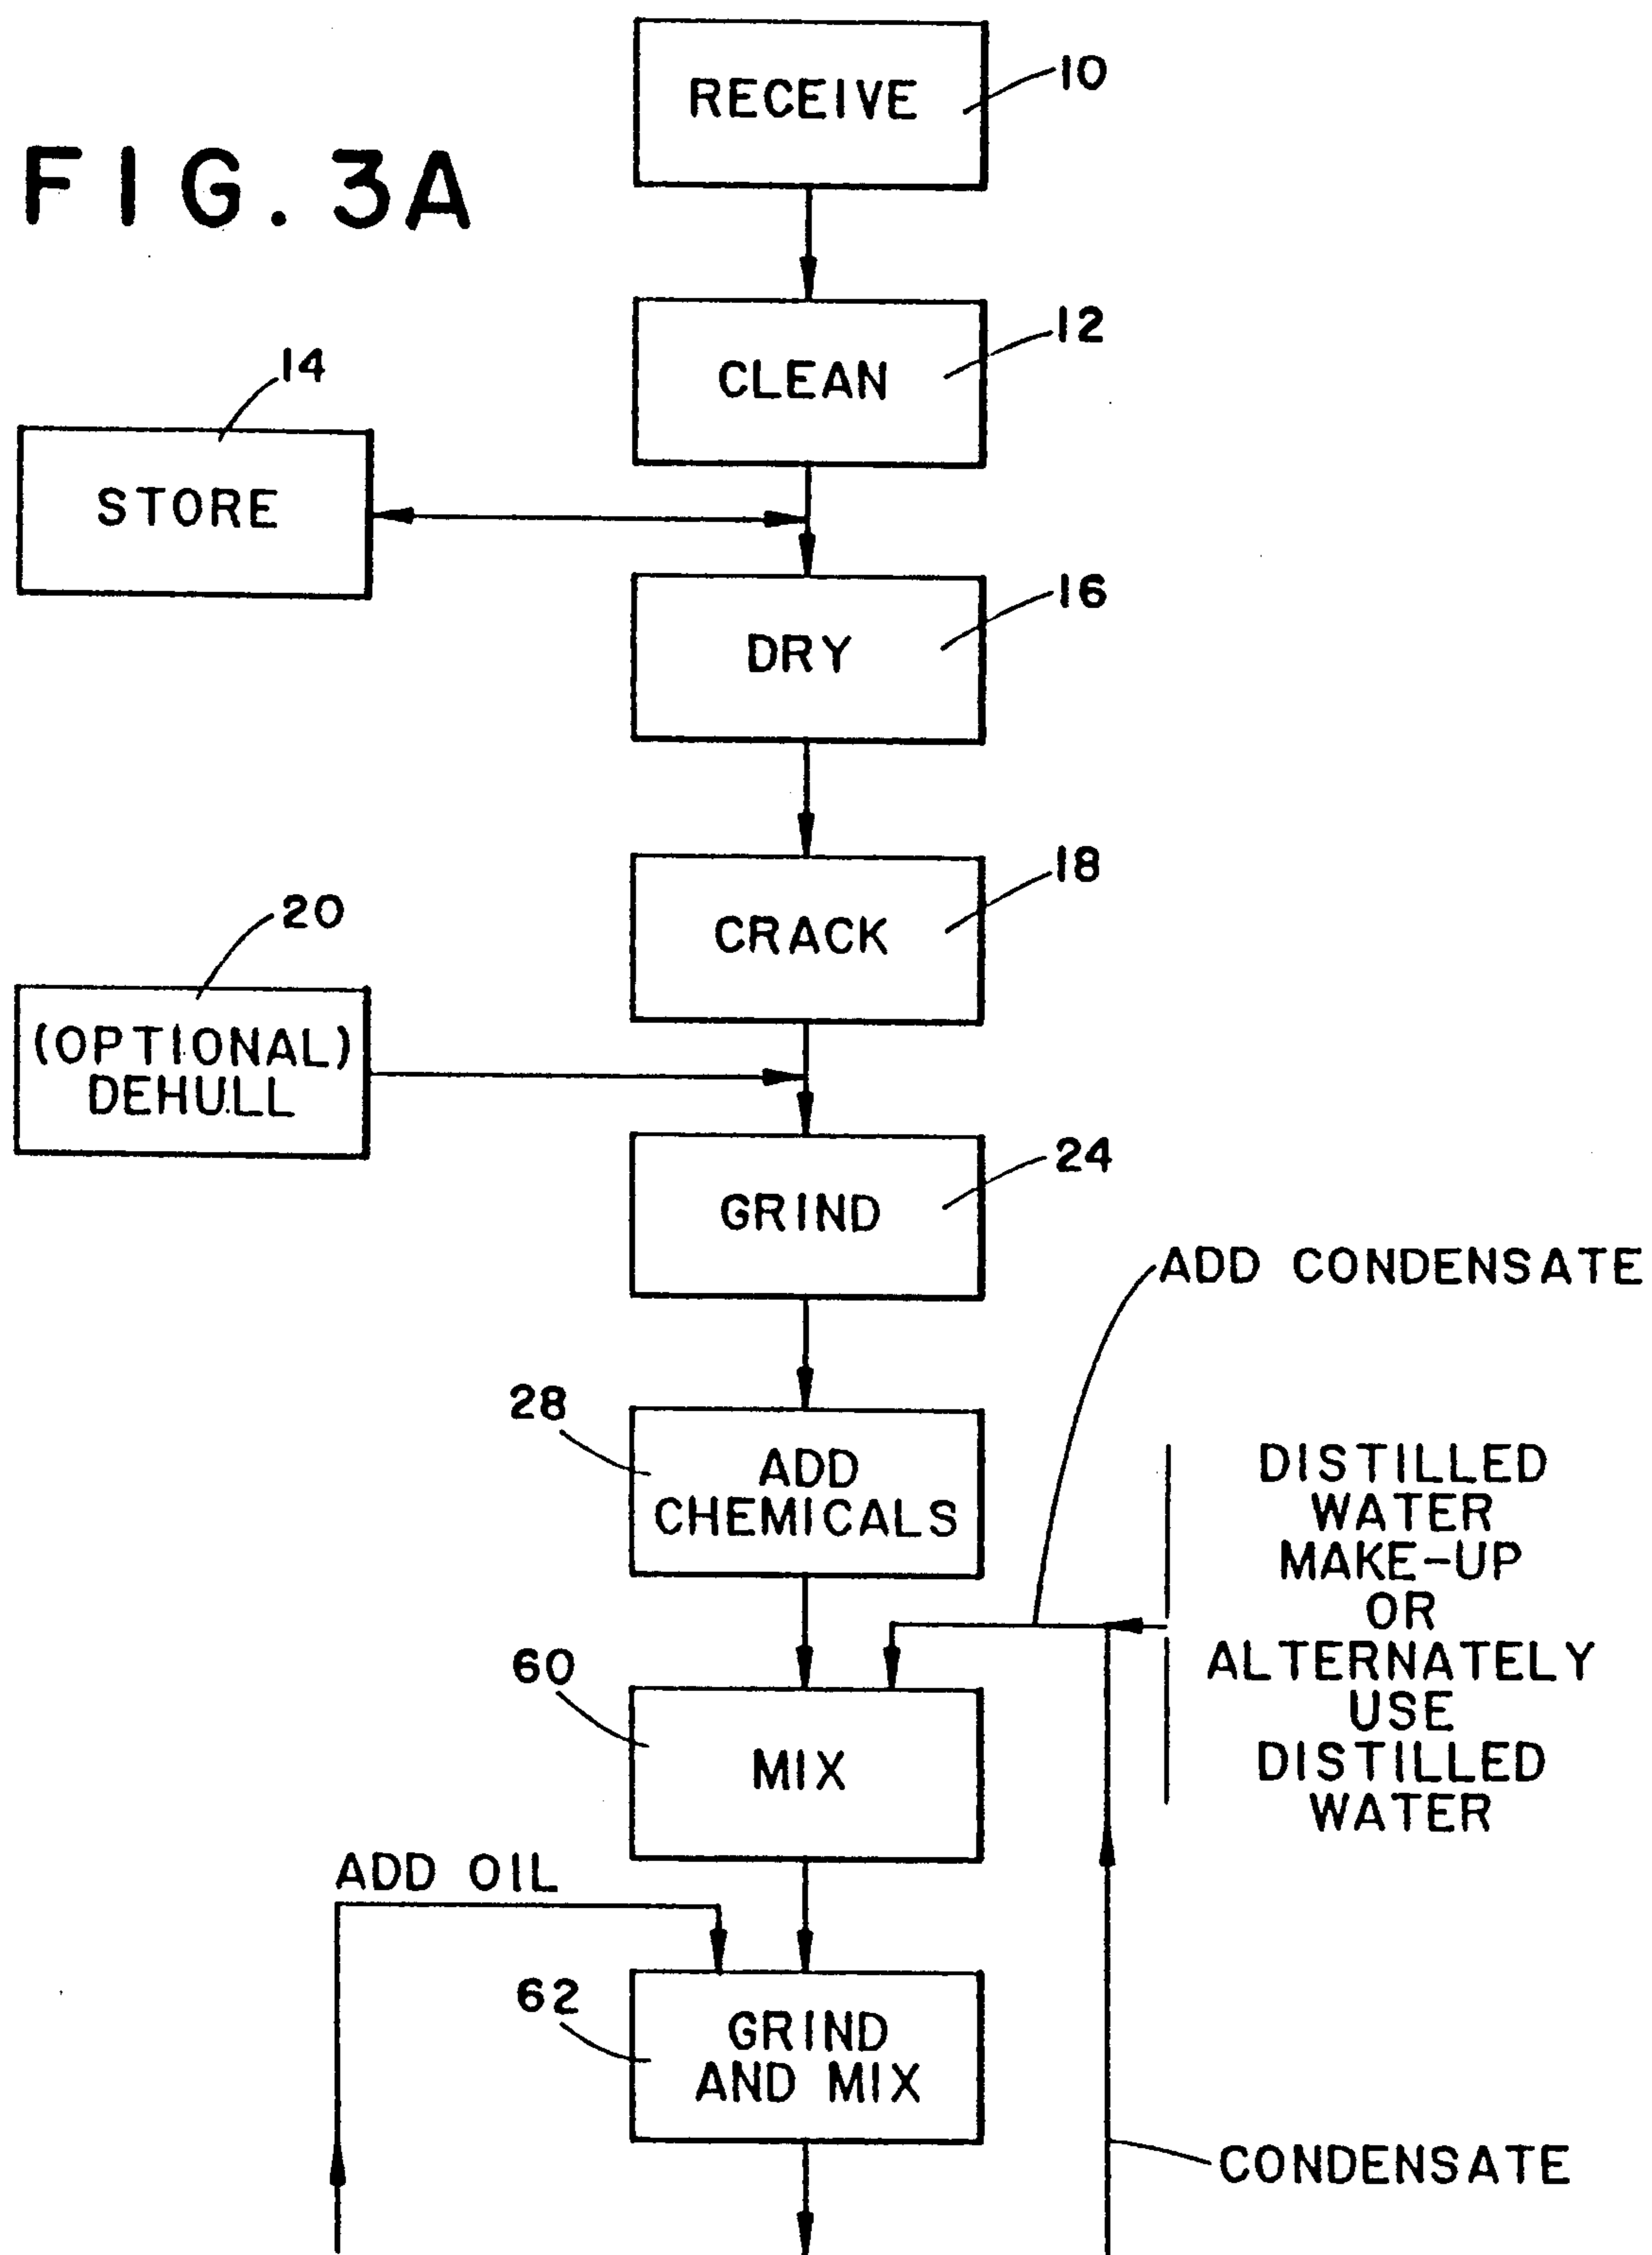 FIG. 3A
RECEIVE
10
CLEAN
12
14
STORE
DRY
16
CRACK
18
20
(OPTIONAL)
DEHULL
GRIND
24
ADD CONDENSATE
28
ADD
CHEMICALS
DISTILLED
WATER
MAKE-UP
OR
ALTERNATELY
USE
DISTILLED
WATER
60
MIX
ADD OIL
62
GRIND
AND MIX
CONDENSATE